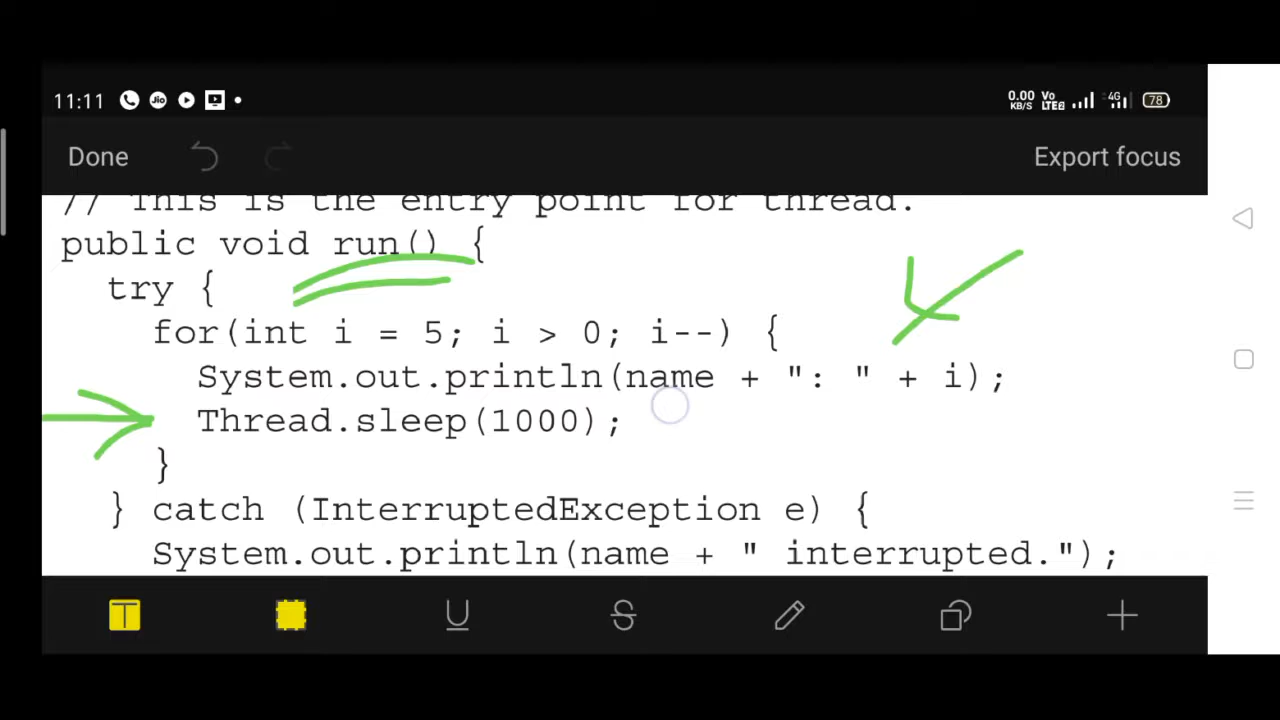 11:11 Jio 0.00 KB/S Vo LTE2 4G 78
Done Export focus
// This is the entry point for thread.
public void run() {
try {
for(int i = 5; i > 0; i--) {
System.out.println(name + ": " + i);
Thread.sleep(1000);
}
} catch (InterruptedException e) {
System.out.println(name + " interrupted.");
T U S